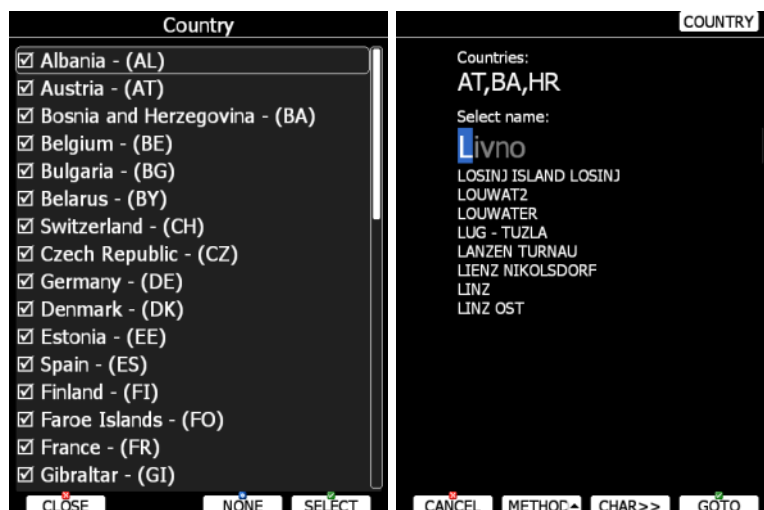 Country
Albania - (AL)
Austria - (AT)
Bosnia and Herzegovina - (BA)
Belgium - (BE)
Bulgaria - (BG)
Belarus - (BY)
Switzerland - (CH)
Czech Republic - (CZ)
Germany - (DE)
Denmark - (DK)
Estonia - (EE)
Spain - (ES)
Finland - (FI)
Faroe Islands - (FO)
France - (FR)
Gibraltar - (GI)
CLOSE
NONE
SELECT
COUNTRY
Countries:
AT,BA,HR
Select name:
Livno
LOSINJ ISLAND LOSINJ
LOUWAT2
LOUWATER
LUG - TUZLA
LANZEN TURNAU
LIENZ NIKOLSDORF
LINZ
LINZ OST
CANCEL
METHOD
CHAR>>
GOTO